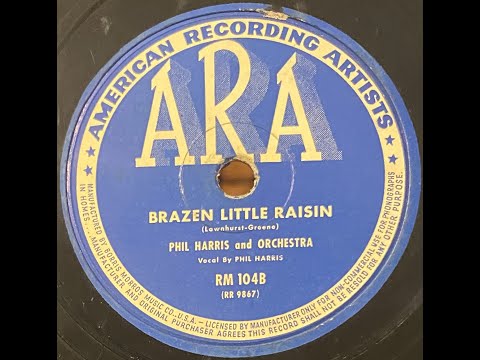 ★ AMERICAN RECORDING ARTISTS ★
ARA
BRAZEN LITTLE RAISIN
(Lawnhurst-Greene)
PHIL HARRIS and ORCHESTRA
Vocal By PHIL HARRIS
RM 104B
(RR 9867)
MANUFACTURED BY BORRIS MORROS MUSIC CO., U.S.A. LICENSED BY MANUFACTURER ONLY FOR NON-COMMERCIAL USE FOR PHONOGRAPHS
IN HOMES . . . MANUFACTURER AND ORIGINAL PURCHASER AGREES THIS RECORD SHALL NOT BE RESOLD FOR ANY OTHER PURPOSE.